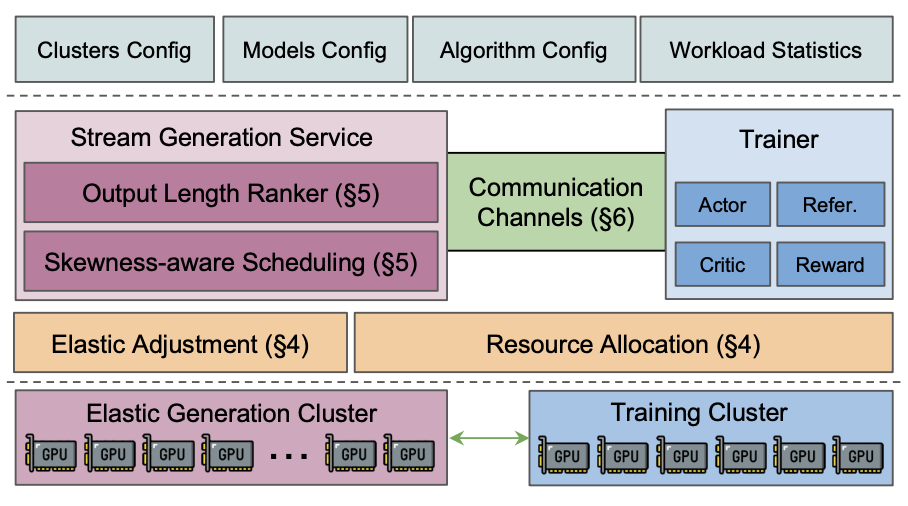 Clusters Config
Models Config
Algorithm Config
Workload Statistics
Stream Generation Service
Output Length Ranker (§5)
Skewness-aware Scheduling (§5)
Communication
Channels (§6)
Trainer
Actor
Refer.
Critic
Reward
Elastic Adjustment (§4)
Resource Allocation (§4)
Elastic Generation Cluster
GPU
GPU
GPU
GPU
...
GPU
GPU
Training Cluster
GPU
GPU
GPU
GPU
GPU
GPU